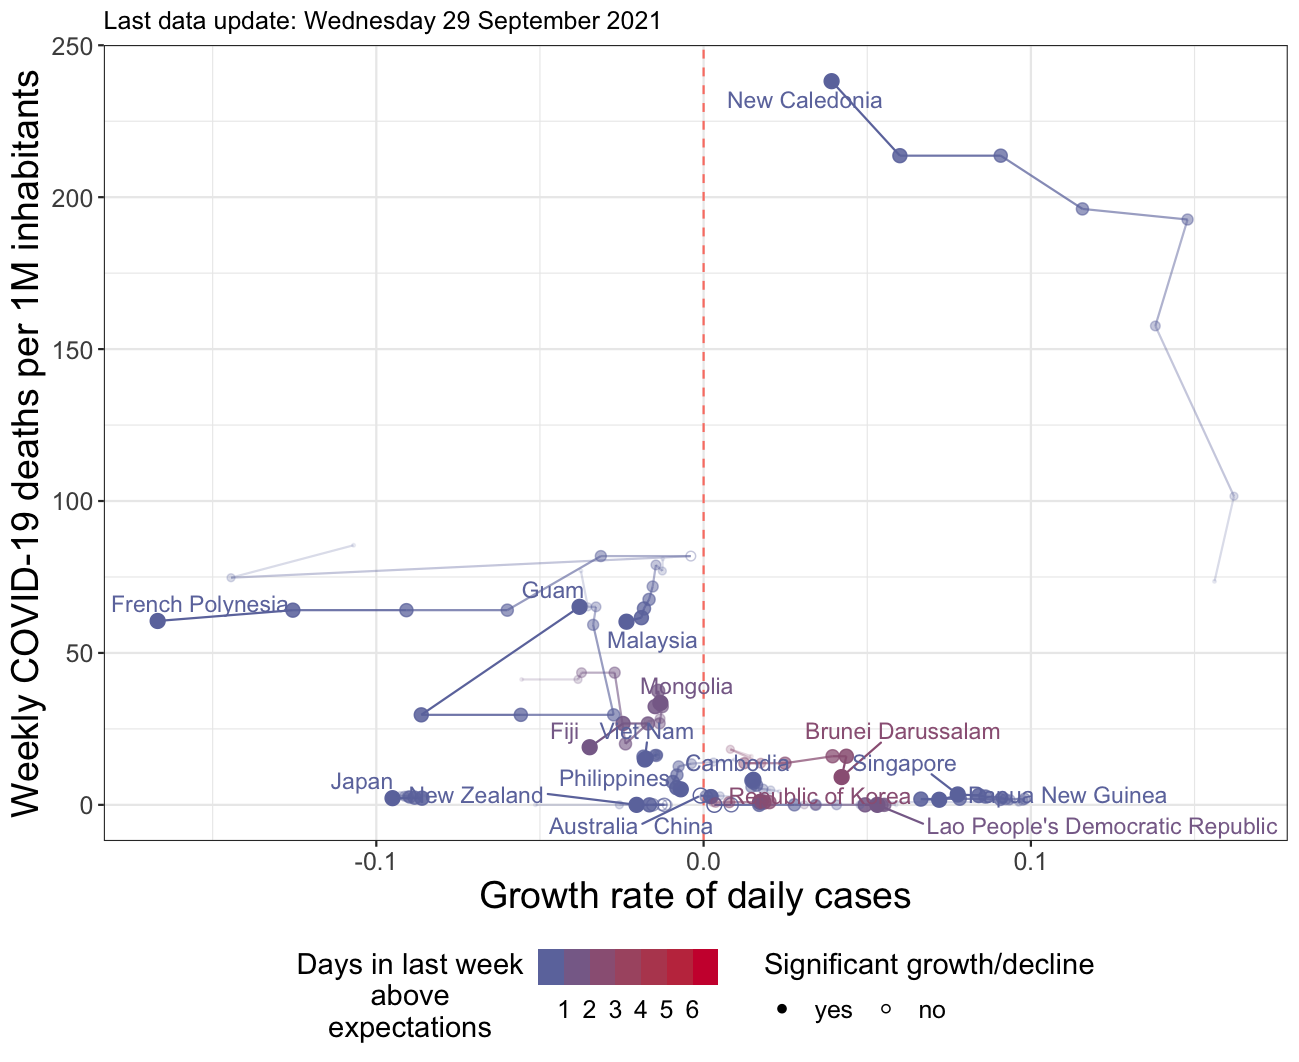 Last data update: Wednesday 29 September 2021
Weekly COVID-19 deaths per 1M inhabitants
250
200
150
100
50
0
New Caledonia
Guam
French Polynesia
Malaysia
Mongolia
Fiji
Viet Nam
Brunei Darussalam
Cambodia
Singapore
Philippines
Japan
New Zealand
Republic of Korea
Papua New Guinea
Australia
China
Lao People's Democratic Republic
-0.1
0.0
0.1
Growth rate of daily cases
Days in last week
above
expectations
1 2 3 4 5 6
Significant growth/decline
yes
no